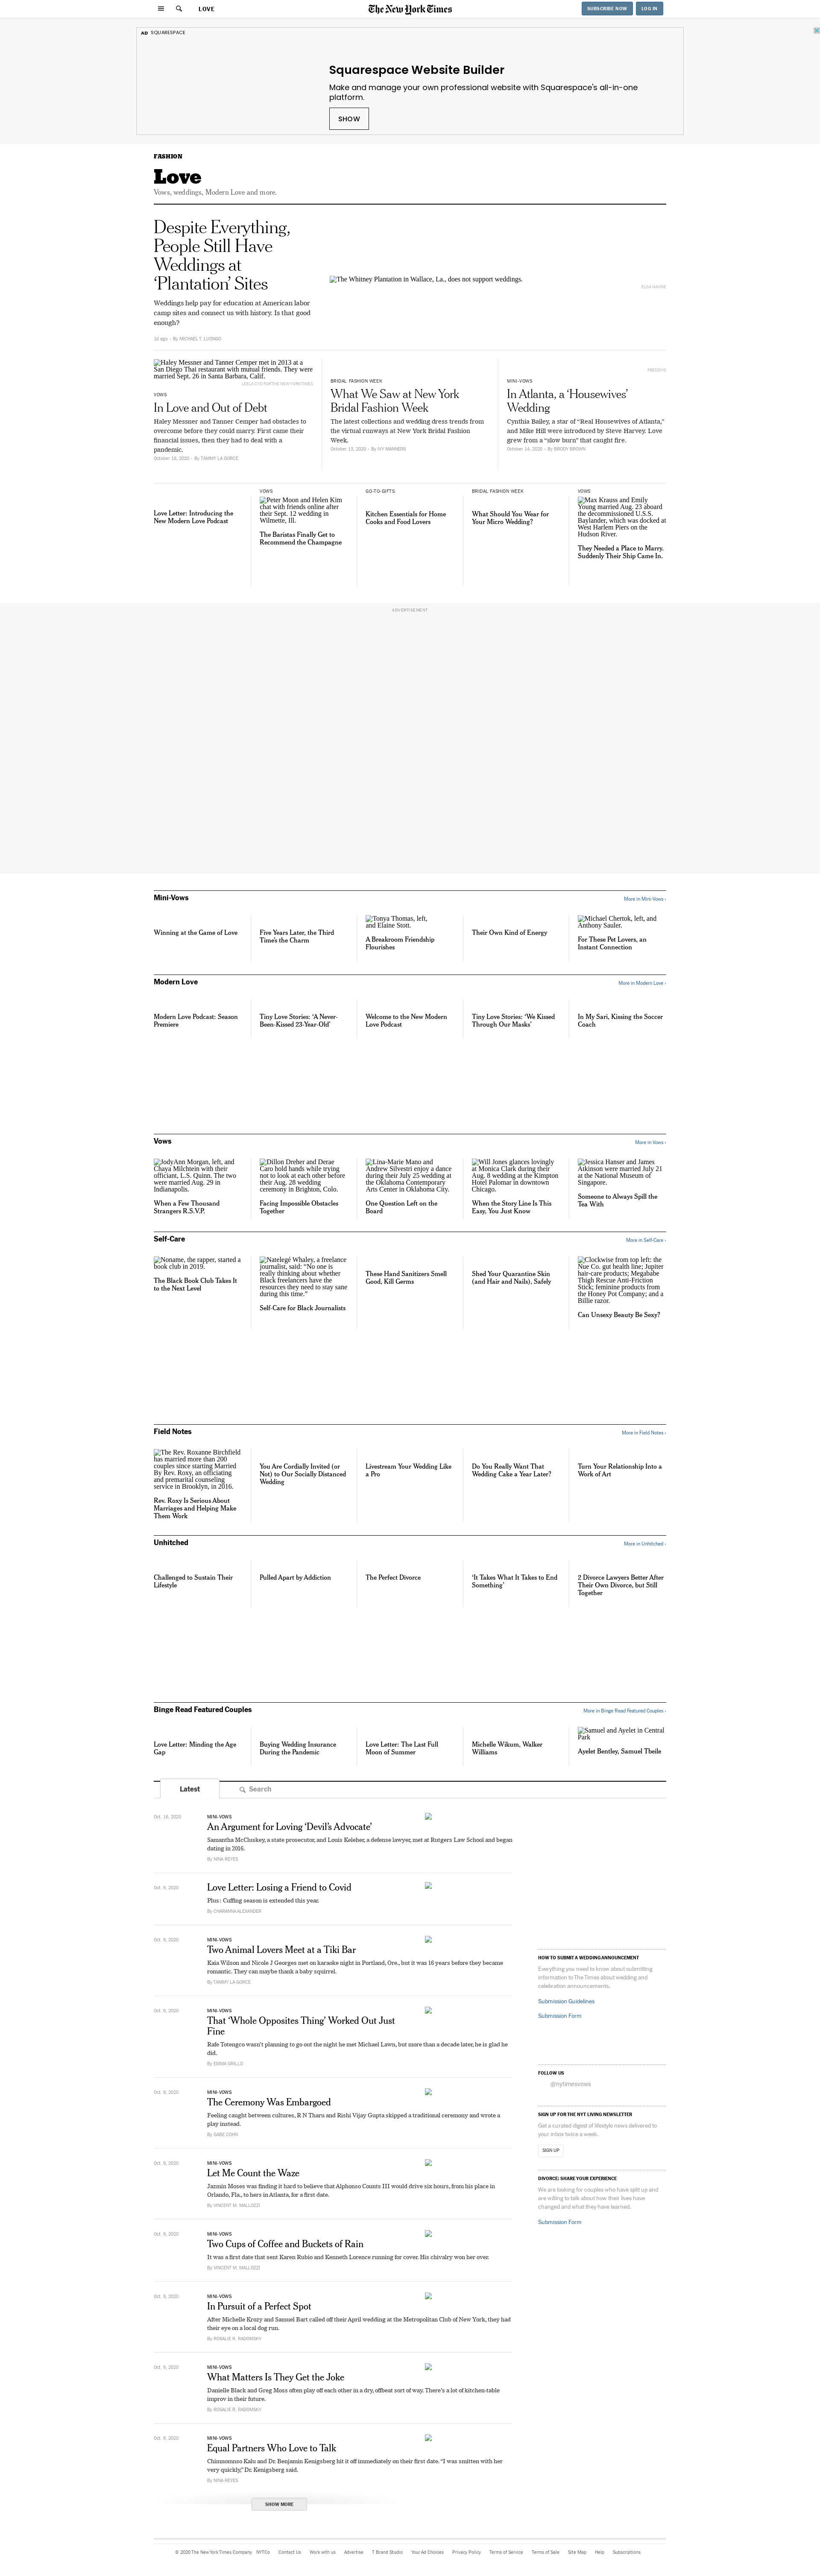 LOVE
The New York Times
SUBSCRIBE NOW
LOG IN
AD SQUARESPACE
Squarespace Website Builder
Make and manage your own professional website with Squarespace's all-in-one
platform.
SHOW
FASHION
Love
Vows, weddings, Modern Love and more.
Despite Everything,
People Still Have
Weddings at
‘Plantation’ Sites
Weddings help pay for education at American labor
camp sites and connect us with history. Is that good
enough?
1d ago · By MICHAEL T. LUONGO
The Whitney Plantation in Wallace, La., does not support weddings.
Haley Messner and Tanner Cemper met in 2013 at a
San Diego Thai restaurant with mutual friends. They were
married Sept. 26 in Santa Barbara, Calif.
LEELA CYD FOR THE NEW YORK TIMES
VOWS
In Love and Out of Debt
Haley Messner and Tanner Cemper had obstacles to
overcome before they could marry. First came their
financial issues, then they had to deal with a
pandemic.
October 16, 2020 · By TAMMY LA GORCE
BRIDAL FASHION WEEK
What We Saw at New York
Bridal Fashion Week
The latest collections and wedding dress trends from
the virtual runways at New York Bridal Fashion
Week.
October 13, 2020 · By IVY MANNERS
MINI-VOWS
In Atlanta, a ‘Housewives’
Wedding
Cynthia Bailey, a star of “Real Housewives of Atlanta,”
and Mike Hill were introduced by Steve Harvey. Love
grew from a “slow burn” that caught fire.
October 14, 2020 · By BRODY BROWN
Love Letter: Introducing the
New Modern Love Podcast
VOWS
Peter Moon and Helen Kim
chat with friends online after
their Sept. 12 wedding in
Wilmette, Ill.
The Baristas Finally Get to
Recommend the Champagne
GO-TO-GIFTS
Kitchen Essentials for Home
Cooks and Food Lovers
BRIDAL FASHION WEEK
What Should You Wear for
Your Micro Wedding?
VOWS
Max Krauss and Emily
Young married Aug. 23 aboard
the decommissioned U.S.S.
Baylander, which was docked at
West Harlem Piers on the
Hudson River.
They Needed a Place to Marry.
Suddenly Their Ship Came In.
ADVERTISEMENT
Mini-Vows
More in Mini-Vows ›
Winning at the Game of Love
Five Years Later, the Third
Time’s the Charm
Tonya Thomas, left,
and Elaine Stott.
A Breakroom Friendship
Flourishes
Their Own Kind of Energy
Michael Chertok, left, and
Anthony Sauler.
For These Pet Lovers, an
Instant Connection
Modern Love
More in Modern Love ›
Modern Love Podcast: Season
Premiere
Tiny Love Stories: ‘A Never-
Been-Kissed 23-Year-Old’
Welcome to the New Modern
Love Podcast
Tiny Love Stories: ‘We Kissed
Through Our Masks’
In My Sari, Kissing the Soccer
Coach
Vows
More in Vows ›
JodyAnn Morgan, left, and
Chava Milchtein with their
officiant, L.S. Quinn. The two
were married Aug. 29 in
Indianapolis.
When a Few Thousand
Strangers R.S.V.P.
Dillon Dreher and Derae
Caro hold hands while trying
not to look at each other before
their Aug. 28 wedding
ceremony in Brighton, Colo.
Facing Impossible Obstacles
Together
Lina-Marie Mano and
Andrew Silvestri enjoy a dance
during their July 25 wedding at
the Oklahoma Contemporary
Arts Center in Oklahoma City.
One Question Left on the
Board
Will Jones glances lovingly
at Monica Clark during their
Aug. 8 wedding at the Kimpton
Hotel Palomar in downtown
Chicago.
When the Story Line Is This
Easy, You Just Know
Jessica Hanser and James
Atkinson were married July 21
at the National Museum of
Singapore.
Someone to Always Spill the
Tea With
Self-Care
More in Self-Care ›
Noname, the rapper, started a
book club in 2019.
The Black Book Club Takes It
to the Next Level
Natelegé Whaley, a freelance
journalist, said: “No one is
really thinking about whether
Black freelancers have the
resources they need to stay sane
during this time.”
Self-Care for Black Journalists
These Hand Sanitizers Smell
Good, Kill Germs
Shed Your Quarantine Skin
(and Hair and Nails), Safely
Clockwise from top left: the
Nue Co. gut health line; Jupiter
hair-care products; Megababe
Thigh Rescue Anti-Friction
Stick; feminine products from
the Honey Pot Company; and a
Billie razor.
Can Unsexy Beauty Be Sexy?
Field Notes
More in Field Notes ›
The Rev. Roxanne Birchfield
has married more than 200
couples since starting Married
By Rev. Roxy, an officiating
and premarital counseling
service in Brooklyn, in 2016.
Rev. Roxy Is Serious About
Marriages and Helping Make
Them Work
You Are Cordially Invited (or
Not) to Our Socially Distanced
Wedding
Livestream Your Wedding Like
a Pro
Do You Really Want That
Wedding Cake a Year Later?
Turn Your Relationship Into a
Work of Art
Unhitched
More in Unhitched ›
Challenged to Sustain Their
Lifestyle
Pulled Apart by Addiction
The Perfect Divorce
‘It Takes What It Takes to End
Something’
2 Divorce Lawyers Better After
Their Own Divorce, but Still
Together
Binge Read Featured Couples
More in Binge Read Featured Couples ›
Love Letter: Minding the Age
Gap
Buying Wedding Insurance
During the Pandemic
Love Letter: The Last Full
Moon of Summer
Michelle Wikum, Walker
Williams
Samuel and Ayelet in Central
Park
Ayelet Bentley, Samuel Tbeile
Latest
Search
Oct. 16, 2020
MINI-VOWS
An Argument for Loving ‘Devil’s Advocate’
Samantha McCluskey, a state prosecutor, and Louis Keleher, a defense lawyer, met at Rutgers Law School and began
dating in 2016.
By NINA REYES
Oct. 9, 2020
Love Letter: Losing a Friend to Covid
Plus: Cuffing season is extended this year.
By CHARANNA ALEXANDER
Oct. 9, 2020
MINI-VOWS
Two Animal Lovers Meet at a Tiki Bar
Kaia Wilson and Nicole J Georges met on karaoke night in Portland, Ore., but it was 16 years before they became
romantic. They can maybe thank a baby squirrel.
By TAMMY LA GORCE
Oct. 9, 2020
MINI-VOWS
That ‘Whole Opposites Thing’ Worked Out Just
Fine
Rafe Totengco wasn’t planning to go out the night he met Michael Lawn, but more than a decade later, he is glad he
did.
By EMMA GRILLO
Oct. 9, 2020
MINI-VOWS
The Ceremony Was Embargoed
Feeling caught between cultures, R N Tharu and Rishi Vijay Gupta skipped a traditional ceremony and wrote a
play instead.
By GABE COHN
Oct. 9, 2020
MINI-VOWS
Let Me Count the Waze
Jazmin Moses was finding it hard to believe that Alphonso Counts III would drive six hours, from his place in
Orlando, Fla., to hers in Atlanta, for a first date.
By VINCENT M. MALLOZZI
Oct. 9, 2020
MINI-VOWS
Two Cups of Coffee and Buckets of Rain
It was a first date that sent Karen Rubio and Kenneth Lorence running for cover. His chivalry won her over.
By VINCENT M. MALLOZZI
Oct. 9, 2020
MINI-VOWS
In Pursuit of a Perfect Spot
After Michelle Krozy and Samuel Bart called off their April wedding at the Metropolitan Club of New York, they had
their eye on a local dog run.
By ROSALIE R. RADOMSKY
Oct. 9, 2020
MINI-VOWS
What Matters Is They Get the Joke
Danielle Black and Greg Moss often play off each other in a dry, offbeat sort of way. There’s a lot of kitchen-table
improv in their future.
By ROSALIE R. RADOMSKY
Oct. 9, 2020
MINI-VOWS
Equal Partners Who Love to Talk
Chimnomnso Kalu and Dr. Benjamin Kenigsberg hit it off immediately on their first date. “I was smitten with her
very quickly,” Dr. Kenigsberg said.
By NINA REYES
SHOW MORE
HOW TO SUBMIT A WEDDING ANNOUNCEMENT
Everything you need to know about submitting
information to The Times about wedding and
celebration announcements.
Submission Guidelines
Submission Form
FOLLOW US
@nytimesvows
SIGN UP FOR THE NYT LIVING NEWSLETTER
Get a curated digest of lifestyle news delivered to
your inbox twice a week.
SIGN UP
DIVORCE: SHARE YOUR EXPERIENCE
We are looking for couples who have split up and
are willing to talk about how their lives have
changed and what they have learned.
Submission Form
© 2020 The New York Times Company NYTCo Contact Us Work with us Advertise T Brand Studio Your Ad Choices Privacy Policy Terms of Service Terms of Sale Site Map Help Subscriptions